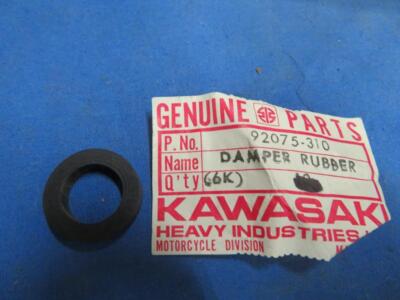 GENUINE PARTS
P. No. 92075-310
Name DAMPER RUBBER
Q'ty (6K)
KAWASAKI
HEAVY INDUSTRIES
MOTORCYCLE DIVISION